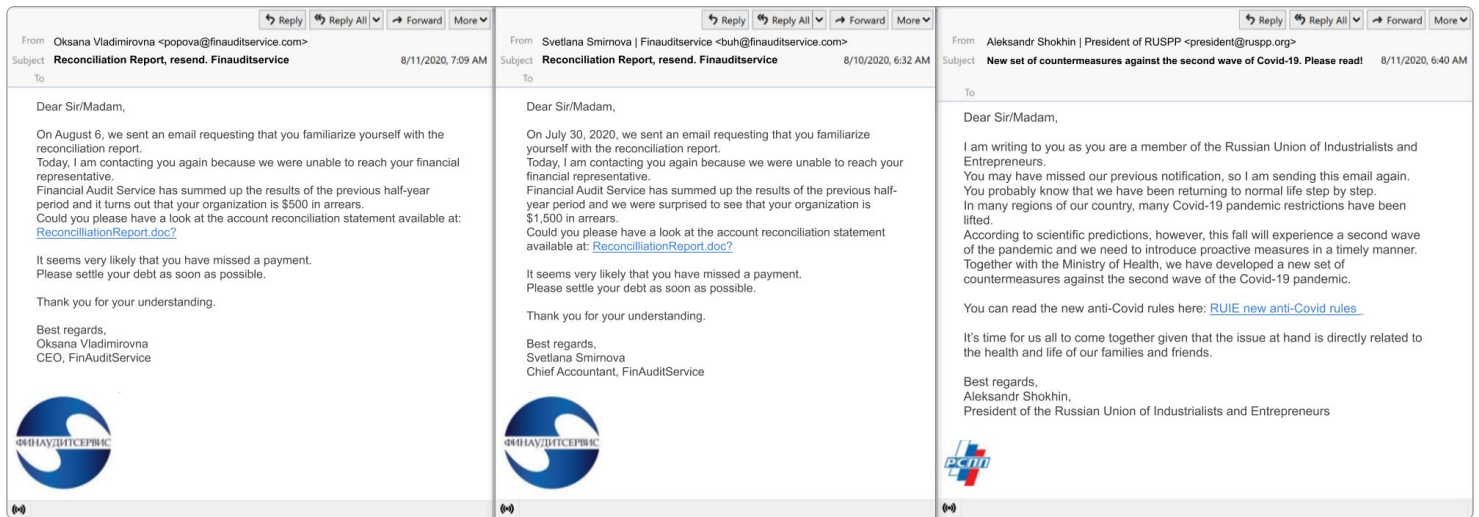 Reply Reply All Forward More
From Oksana Vladimirovna <popova@finauditservice.com>
Subject Reconciliation Report, resend. Finauditservice 8/11/2020, 7:09 AM
To
Dear Sir/Madam,
On August 6, we sent an email requesting that you familiarize yourself with the
reconciliation report.
Today, I am contacting you again because we were unable to reach your financial
representative.
Financial Audit Service has summed up the results of the previous half-year
period and it turns out that your organization is $500 in arrears.
Could you please have a look at the account reconciliation statement available at:
ReconcilliationReport.doc?
It seems very likely that you have missed a payment.
Please settle your debt as soon as possible.
Thank you for your understanding.
Best regards,
Oksana Vladimirovna
CEO, FinAuditService
ФИНАУДИТСЕРВИС
Reply Reply All Forward More
From Svetlana Smirnova | Finauditservice <buh@finauditservice.com>
Subject Reconciliation Report, resend. Finauditservice 8/10/2020, 6:32 AM
To
Dear Sir/Madam,
On July 30, 2020, we sent an email requesting that you familiarize
yourself with the reconciliation report.
Today, I am contacting you again because we were unable to reach your
financial representative.
Financial Audit Service has summed up the results of the previous half-
year period and we were surprised to see that your organization is
$1,500 in arrears.
Could you please have a look at the account reconciliation statement
available at: ReconcilliationReport.doc?
It seems very likely that you have missed a payment.
Please settle your debt as soon as possible.
Thank you for your understanding.
Best regards,
Svetlana Smirnova
Chief Accountant, FinAuditService
ФИНАУДИТСЕРВИС
Reply Reply All Forward More
From Aleksandr Shokhin | President of RUSPP <president@ruspp.org>
Subject New set of countermeasures against the second wave of Covid-19. Please read! 8/11/2020, 6:40 AM
To
Dear Sir/Madam,
I am writing to you as you are a member of the Russian Union of Industrialists and
Entrepreneurs.
You may have missed our previous notification, so I am sending this email again.
You probably know that we have been returning to normal life step by step.
In many regions of our country, many Covid-19 pandemic restrictions have been
lifted.
According to scientific predictions, however, this fall will experience a second wave
of the pandemic and we need to introduce proactive measures in a timely manner.
Together with the Ministry of Health, we have developed a new set of
countermeasures against the second wave of the Covid-19 pandemic.
You can read the new anti-Covid rules here: RUIE new anti-Covid rules_
It's time for us all to come together given that the issue at hand is directly related to
the health and life of our families and friends.
Best regards,
Aleksandr Shokhin,
President of the Russian Union of Industrialists and Entrepreneurs
РСПП